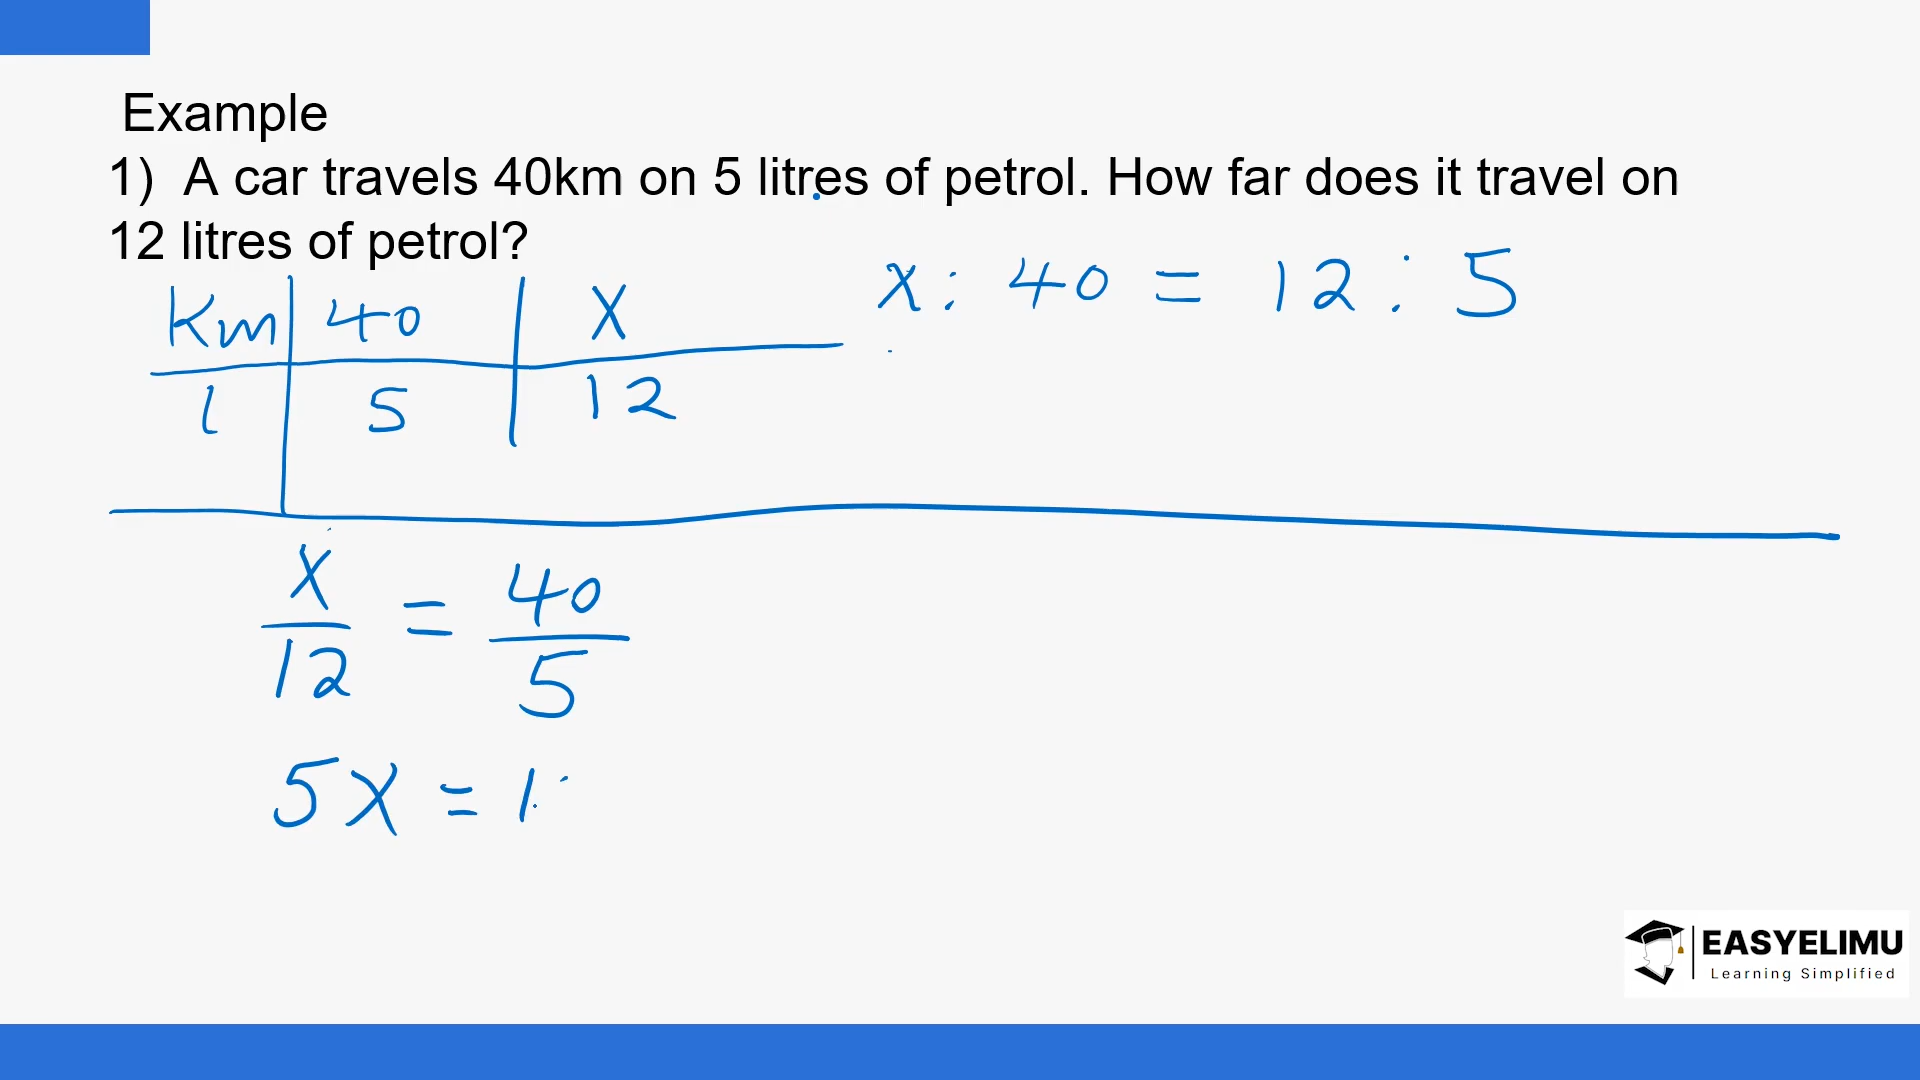 Example
1) A car travels 40km on 5 litres of petrol. How far does it travel on
12 litres of petrol?
Km 40 X
l 5 12
x : 40 = 12 : 5
x/12 = 40/5
5x = 1
EASYELIMU
Learning Simplified